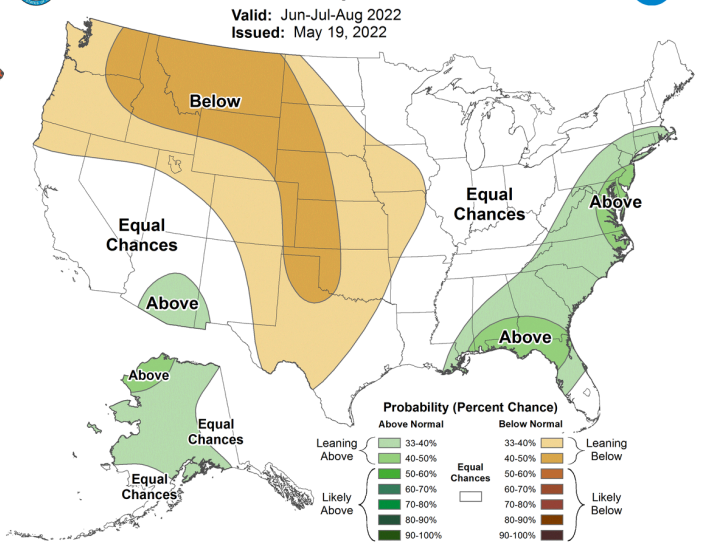 Valid: Jun-Jul-Aug 2022
Issued: May 19, 2022
Below
Equal
Chances
Above
Equal
Chances
Above
Above
Above
Equal
Chances
Equal
Chances
Probability (Percent Chance)
Above Normal
Below Normal
Leaning
Above
33-40%
40-50%
Likely
Above
50-60%
60-70%
70-80%
80-90%
90-100%
Equal
Chances
33-40%
40-50%
Leaning
Below
50-60%
60-70%
70-80%
80-90%
90-100%
Likely
Below